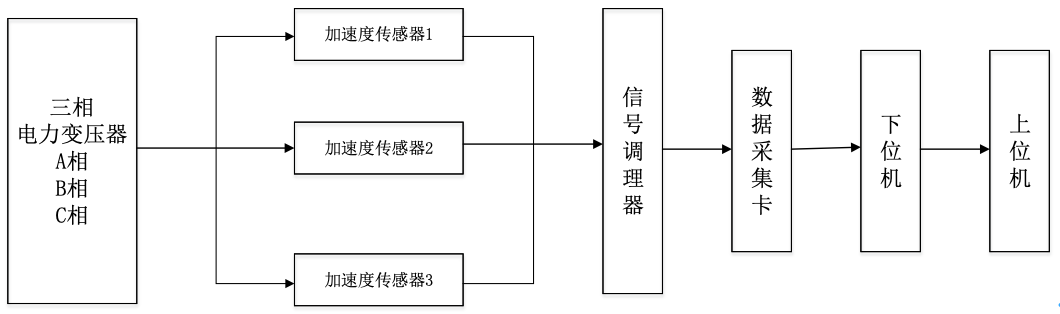 三相
电力变压器
A相
B相
C相
加速度传感器1
加速度传感器2
加速度传感器3
信号调理器
数据采集卡
下位机
上位机